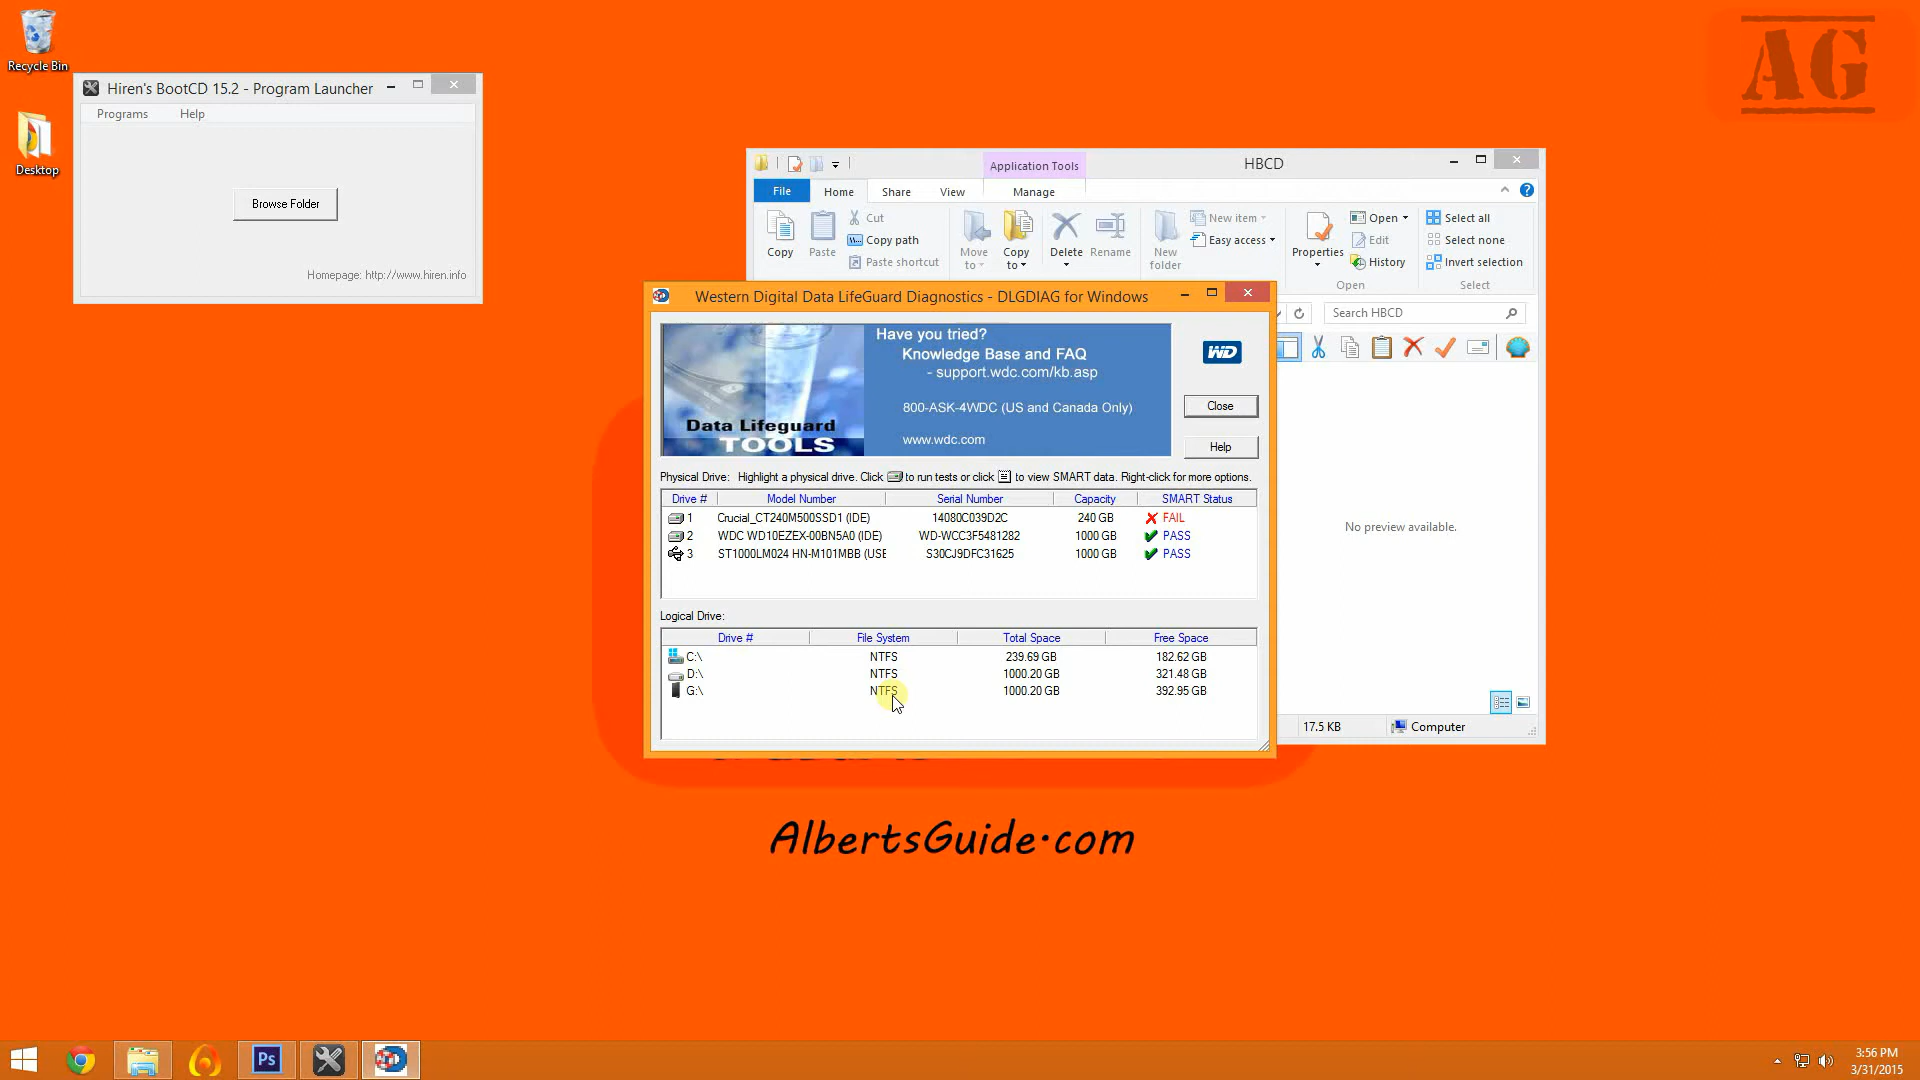 Recycle Bin
Desktop
AG
Hiren's BootCD 15.2 - Program Launcher
Programs Help
Browse Folder
Homepage: http://www.hiren.info
Application Tools HBCD
File Home Share View Manage
Copy Paste Cut
Copy path
Paste shortcut
Move to Copy to Delete Rename
New folder New item
Easy access
Properties Open
Edit
History
Open
Select all
Select none
Invert selection
Select
Search HBCD
No preview available.
17.5 KB Computer
Western Digital Data LifeGuard Diagnostics - DLGDIAG for Windows
Have you tried?
Knowledge Base and FAQ
- support.wdc.com/kb.asp
800-ASK-4WDC (US and Canada Only)
www.wdc.com
Data Lifeguard
TOOLS
WD
Close
Help
Physical Drive: Highlight a physical drive. Click to run tests or click to view SMART data. Right-click for more options.
Drive # Model Number Serial Number Capacity SMART Status
1 Crucial_CT240M500SSD1 (IDE) 14080C039D2C 240 GB FAIL
2 WDC WD10EZEX-00BN5A0 (IDE) WD-WCC3F5481282 1000 GB PASS
3 ST1000LM024 HN-M101MBB (USB S30CJ9DFC31625 1000 GB PASS
Logical Drive:
Drive # File System Total Space Free Space
C:\ NTFS 239.69 GB 182.62 GB
D:\ NTFS 1000.20 GB 321.48 GB
G:\ NTFS 1000.20 GB 392.95 GB
AlbertsGuide.com
Ps
3:56 PM
3/31/2015